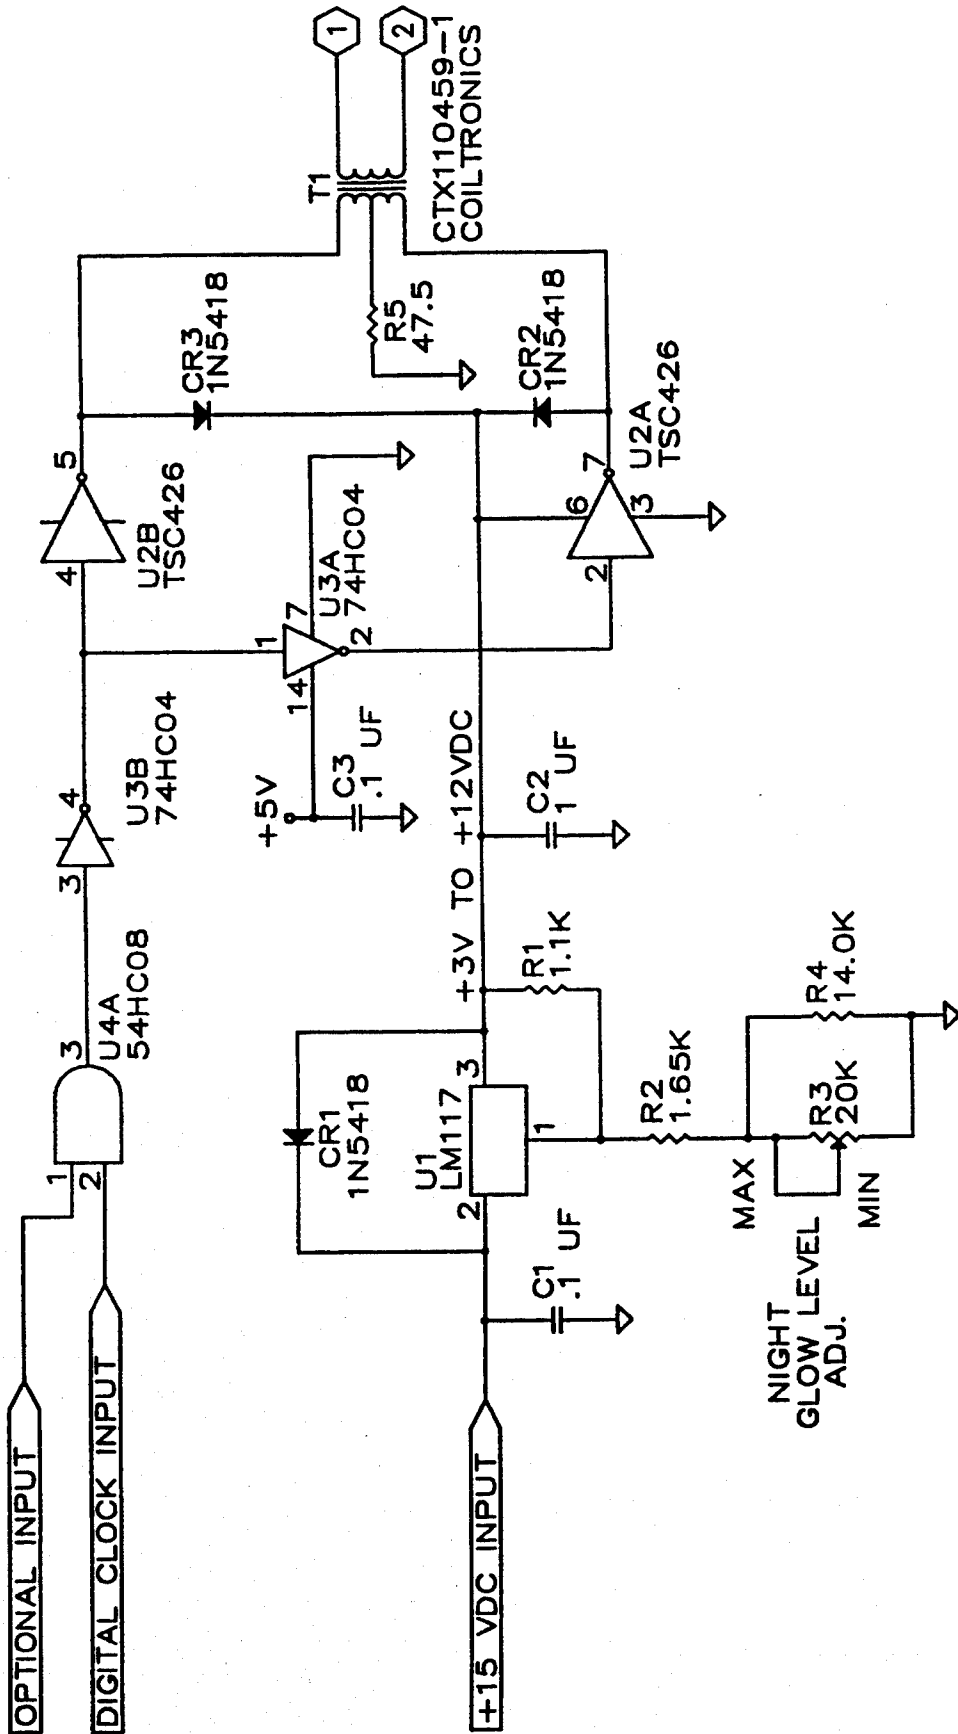 OPTIONAL INPUT
DIGITAL CLOCK INPUT
1
2
3
U4A
54HC08
3
4
U3B
74HC04
4
5
U2B
TSC426
1
14
7
2
U3A
74HC04
+5V
C3
.1 UF
CR3
1N5418
T1
1
2
R5
47.5
CTX110459-1
COILTRONICS
+15 VDC INPUT
C1
.1 UF
CR1
1N5418
U1
LM117
2
3
1
+3V TO +12VDC
R1
1.1K
C2
1 UF
6
2
7
3
U2A
TSC426
CR2
1N5418
R2
1.65K
NIGHT
GLOW LEVEL
ADJ.
MAX
MIN
R3
20K
R4
14.0K